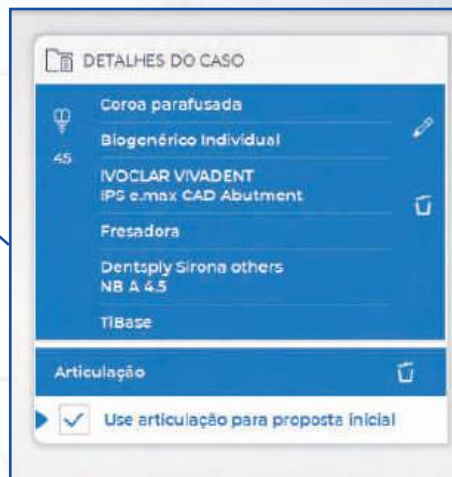 DETALHES DO CASO
Coroa parafusada
45
Biogenérico Individual
IVOCLAR VIVADENT
IPS e.max CAD Abutment
Fresadora
Dentsply Sirona others
NB A 4.5
TiBase
Articulação
Use articulação para proposta inicial